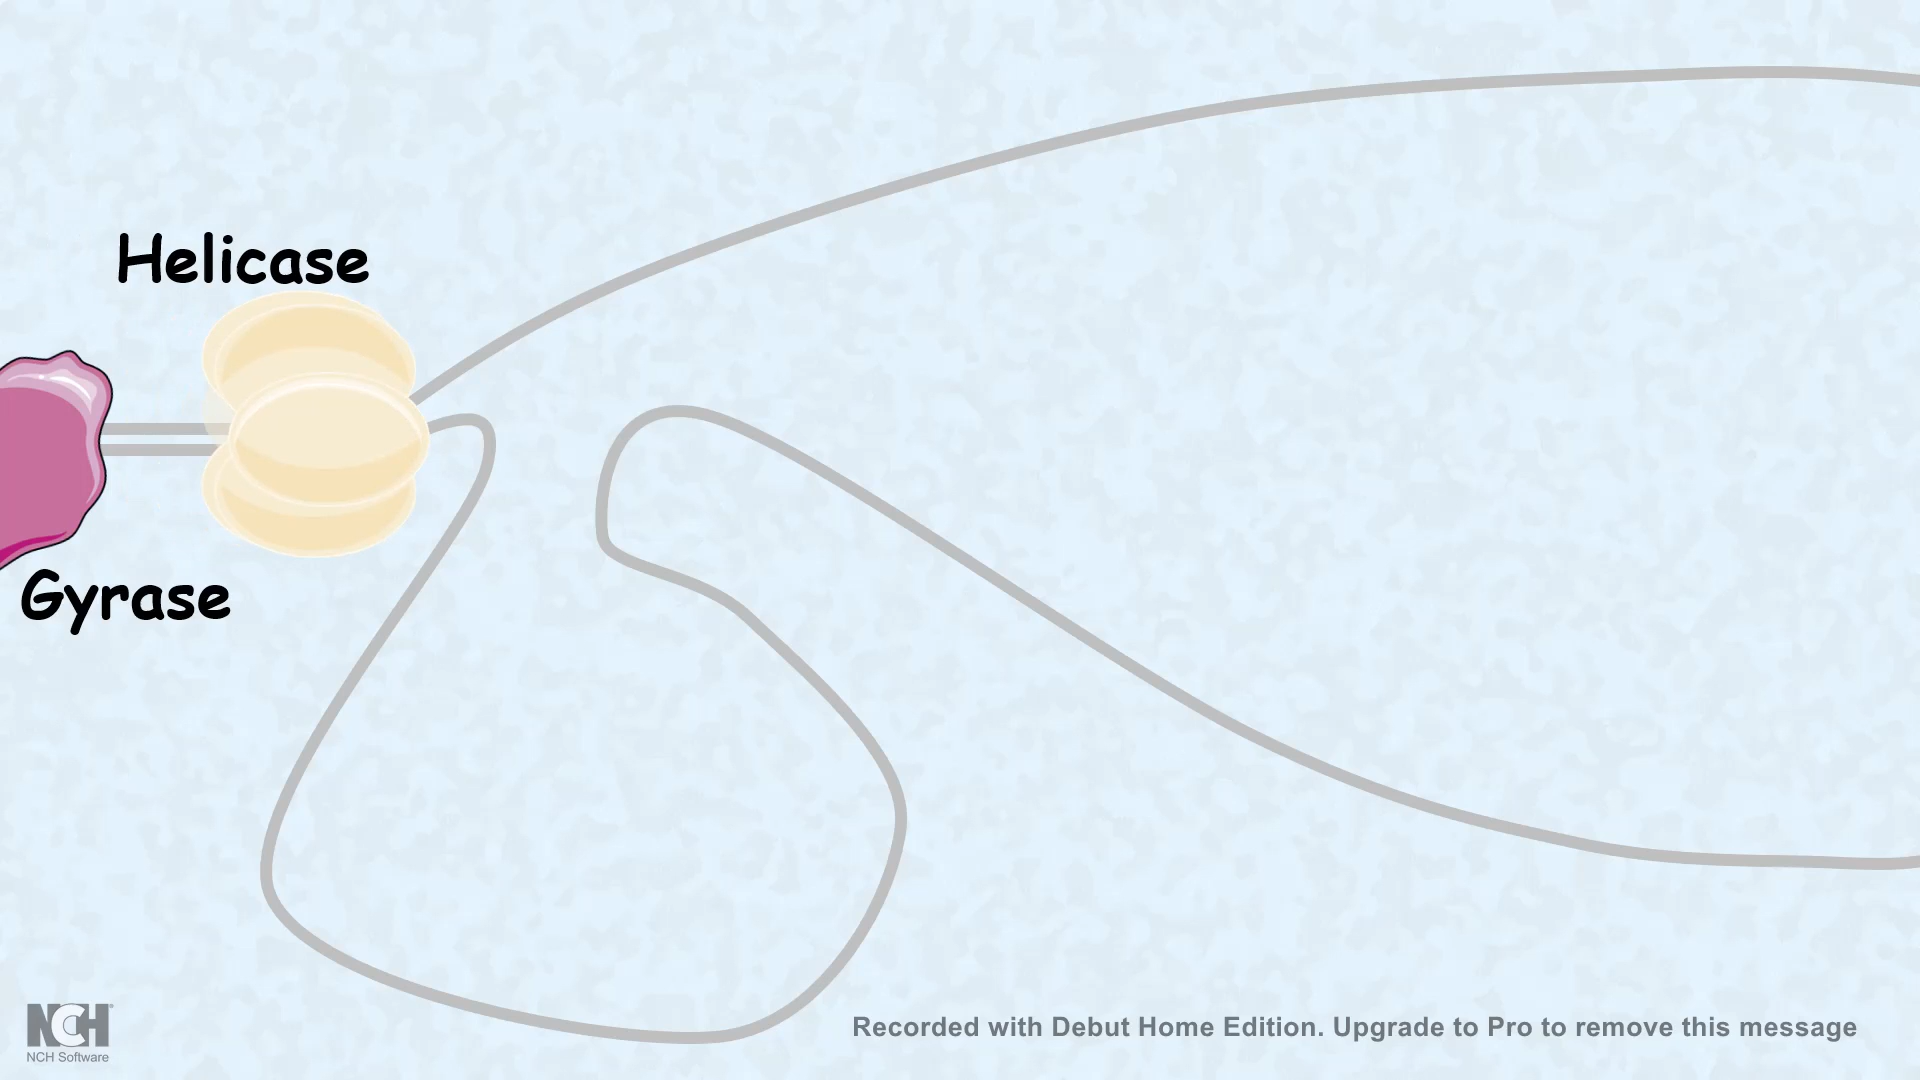 Helicase
Gyrase
NCH
NCH Software
Recorded with Debut Home Edition. Upgrade to Pro to remove this message